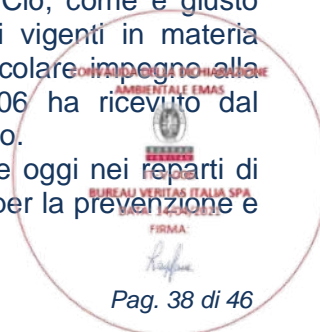 Ciò, come è giusto
i vigenti in materia
colare impegno alla
CONVALIDA DELLA DICHIARAZIONE
AMBIENTALE EMAS
06 ha ricevuto dal
o.
BUREAU VERITAS
e oggi nei reparti di
BUREAU VERITAS ITALIA SPA
per la prevenzione e
FIRMA:
Pag. 38 di 46